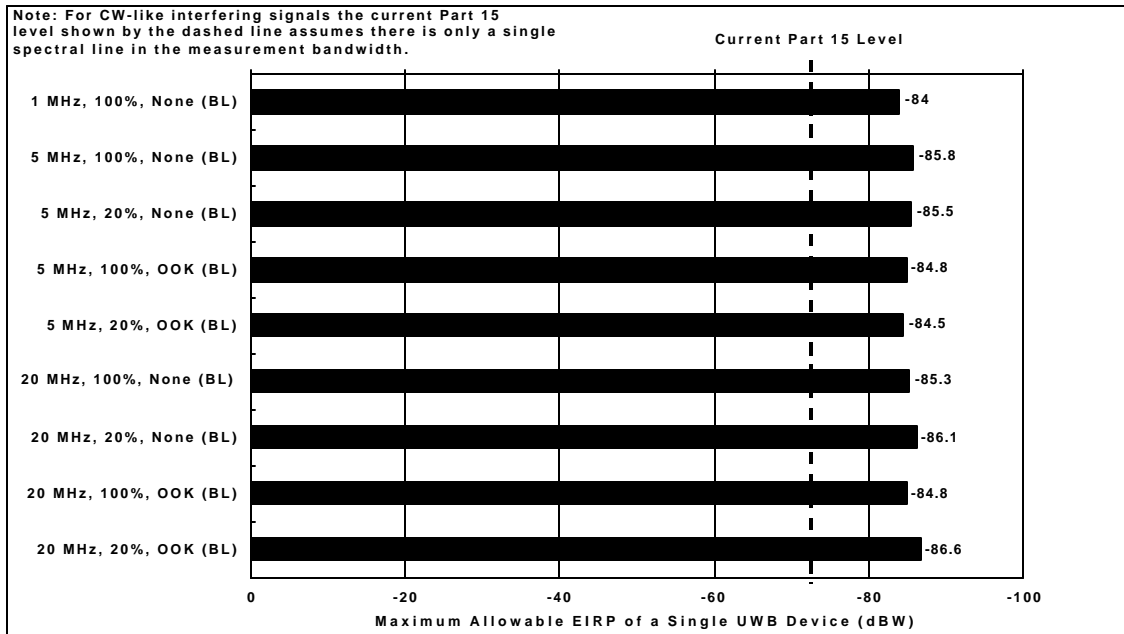 Note: For CW-like interfering signals the current Part 15
level shown by the dashed line assumes there is only a single
spectral line in the measurement bandwidth.
Current Part 15 Level
1 MHz, 100%, None (BL)
-84
5 MHz, 100%, None (BL)
-85.8
5 MHz, 20%, None (BL)
-85.5
5 MHz, 100%, OOK (BL)
-84.8
5 MHz, 20%, OOK (BL)
-84.5
20 MHz, 100%, None (BL)
-85.3
20 MHz, 20%, None (BL)
-86.1
20 MHz, 100%, OOK (BL)
-84.8
20 MHz, 20%, OOK (BL)
-86.6
0 -20 -40 -60 -80 -100
Maximum Allowable EIRP of a Single UWB Device (dBW)